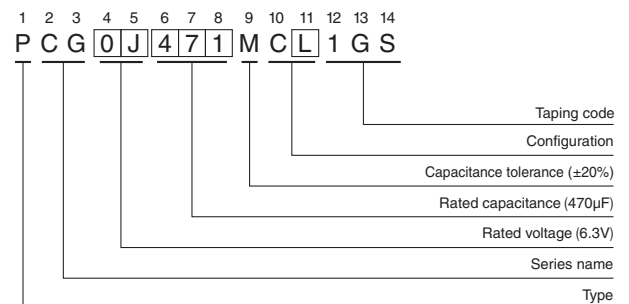 1 2 3 4 5 6 7 8 9 10 11 12 13 14
P C G 0 J 4 7 1 M C L 1 G S
Taping code
Configuration
Capacitance tolerance (±20%)
Rated capacitance (470µF)
Rated voltage (6.3V)
Series name
Type